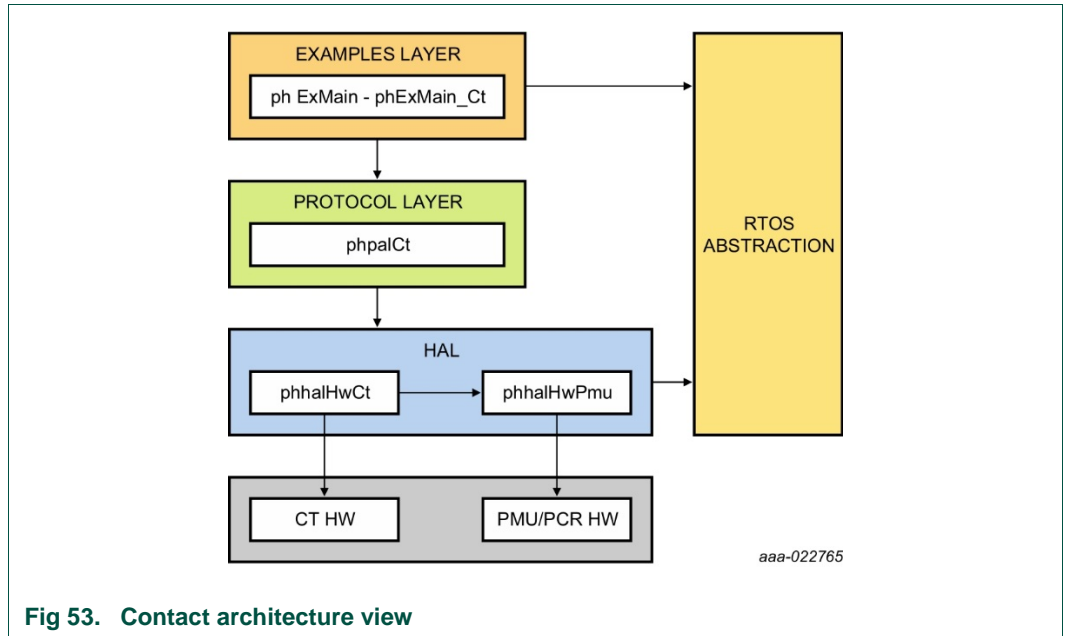 EXAMPLES LAYER
ph ExMain - phExMain_Ct
PROTOCOL LAYER
phpalCt
RTOS
ABSTRACTION
HAL
phhalHwCt
phhalHwPmu
CT HW
PMU/PCR HW
aaa-022765
Fig 53. Contact architecture view